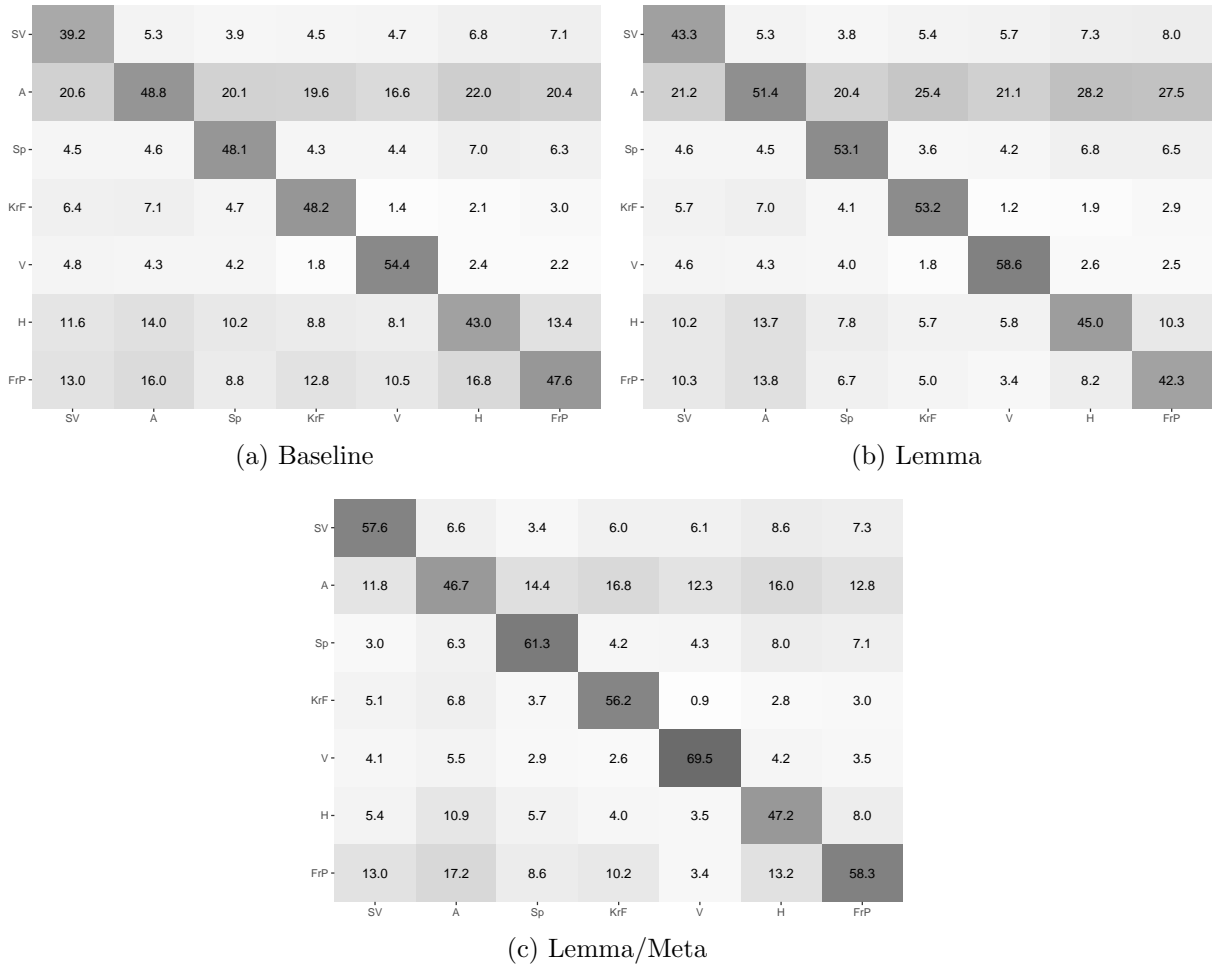 SV 39.2 5.3 3.9 4.5 4.7 6.8 7.1
A 20.6 48.8 20.1 19.6 16.6 22.0 20.4
Sp 4.5 4.6 48.1 4.3 4.4 7.0 6.3
KrF 6.4 7.1 4.7 48.2 1.4 2.1 3.0
V 4.8 4.3 4.2 1.8 54.4 2.4 2.2
H 11.6 14.0 10.2 8.8 8.1 43.0 13.4
FrP 13.0 16.0 8.8 12.8 10.5 16.8 47.6
SV A Sp KrF V H FrP
(a) Baseline
SV 43.3 5.3 3.8 5.4 5.7 7.3 8.0
A 21.2 51.4 20.4 25.4 21.1 28.2 27.5
Sp 4.6 4.5 53.1 3.6 4.2 6.8 6.5
KrF 5.7 7.0 4.1 53.2 1.2 1.9 2.9
V 4.6 4.3 4.0 1.8 58.6 2.6 2.5
H 10.2 13.7 7.8 5.7 5.8 45.0 10.3
FrP 10.3 13.8 6.7 5.0 3.4 8.2 42.3
SV A Sp KrF V H FrP
(b) Lemma
SV 57.6 6.6 3.4 6.0 6.1 8.6 7.3
A 11.8 46.7 14.4 16.8 12.3 16.0 12.8
Sp 3.0 6.3 61.3 4.2 4.3 8.0 7.1
KrF 5.1 6.8 3.7 56.2 0.9 2.8 3.0
V 4.1 5.5 2.9 2.6 69.5 4.2 3.5
H 5.4 10.9 5.7 4.0 3.5 47.2 8.0
FrP 13.0 17.2 8.6 10.2 3.4 13.2 58.3
SV A Sp KrF V H FrP
(c) Lemma/Meta